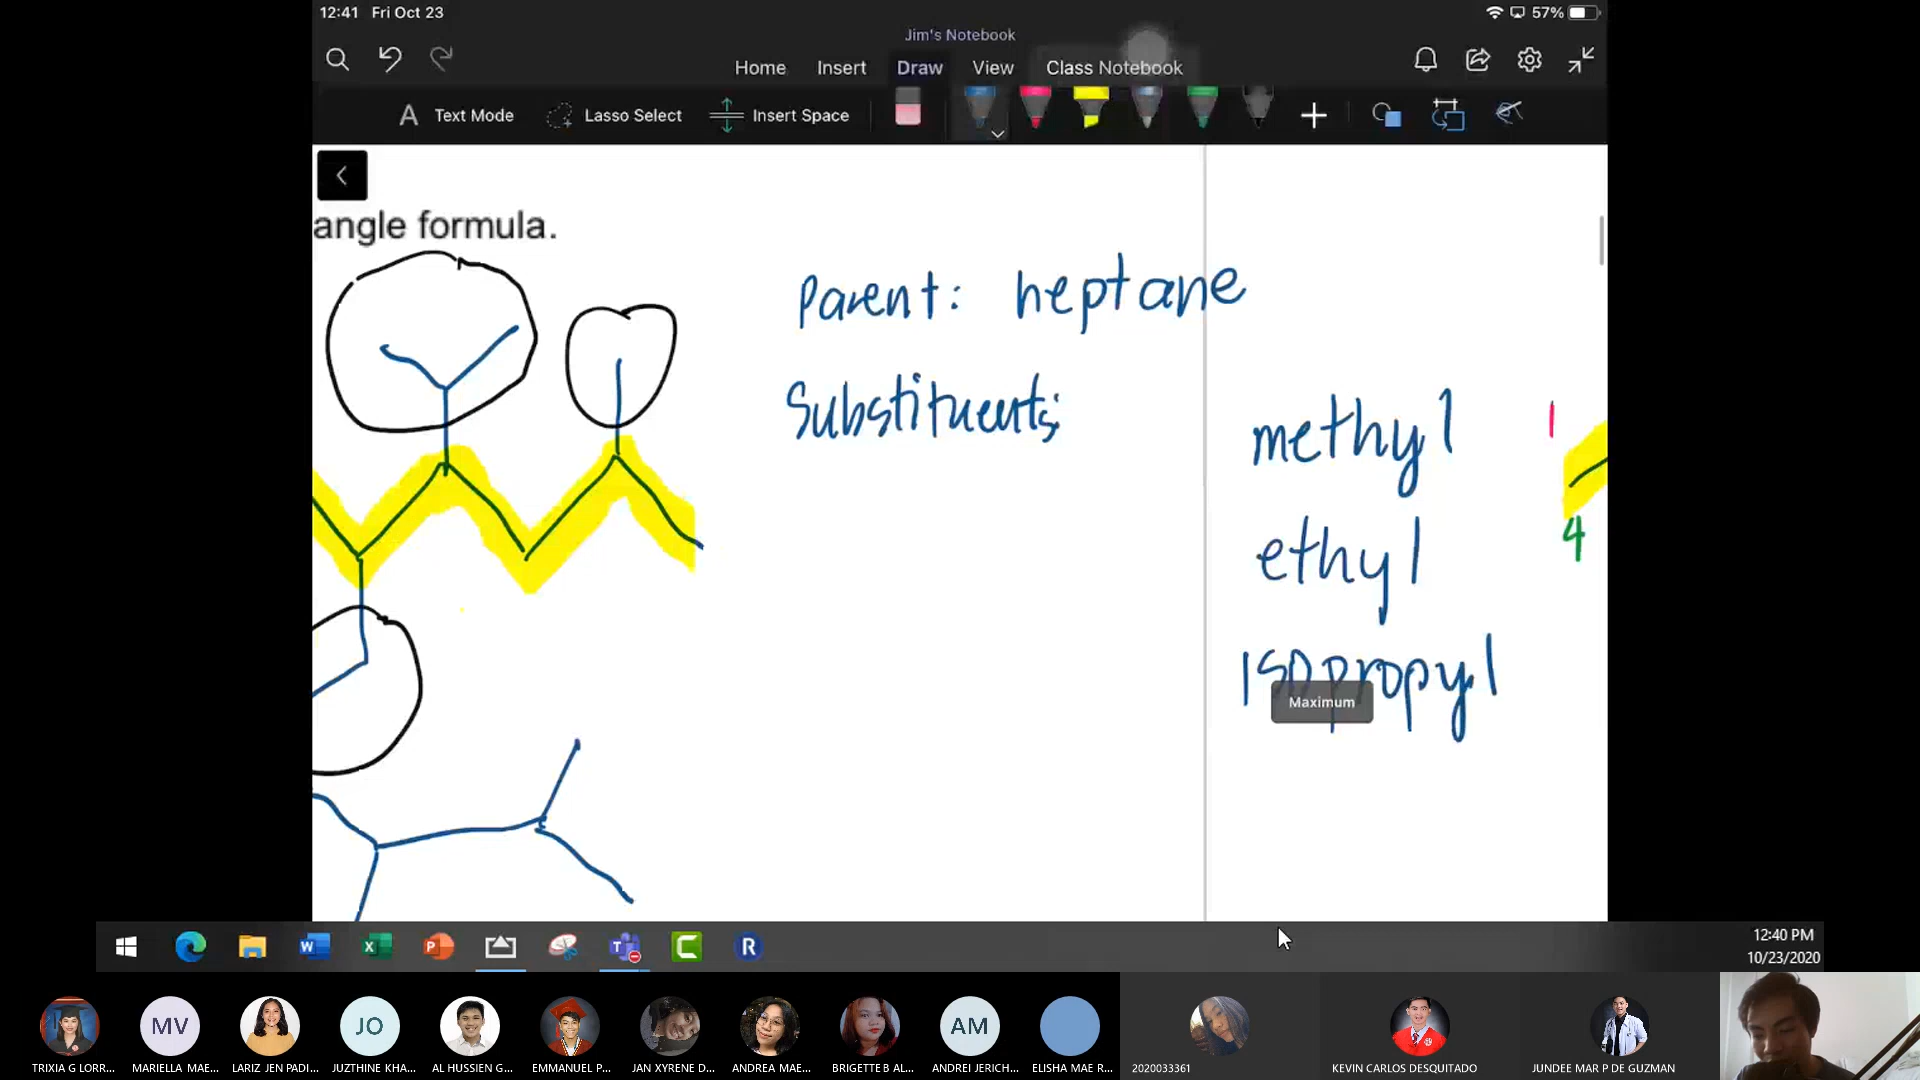 12:41 Fri Oct 23
57%
Jim's Notebook
Home Insert Draw View Class Notebook
A Text Mode Lasso Select Insert Space
angle formula.
Parent: heptane
Substituents:
methyl
1
ethyl
4
isopropyl
Maximum
12:40 PM
10/23/2020
MV JO AM
TRIXIA G LORR... MARIELLA MAE... LARIZ JEN PADI... JUZTHINE KHA... AL HUSSIEN G... EMMANUEL P... JAN XYRENE D... ANDREA MAE... BRIGETTE B AL... ANDREI JERICH... ELISHA MAE R... 2020033361 KEVIN CARLOS DESQUITADO JUNDEE MAR P DE GUZMAN